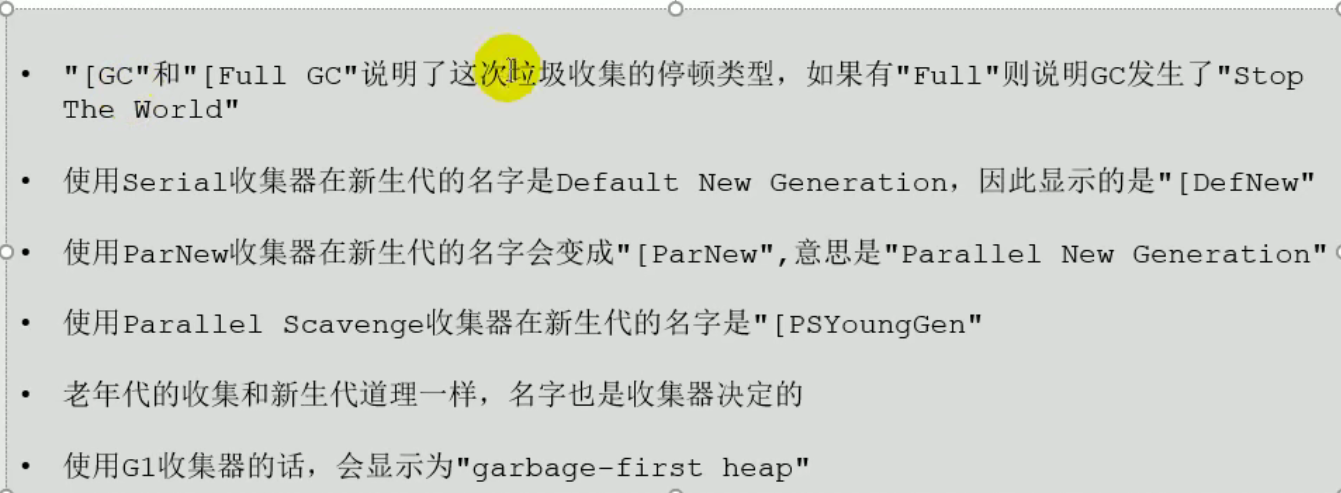 • "[GC"和"[Full GC"说明了这次垃圾收集的停顿类型，如果有"Full"则说明GC发生了"Stop
The World"
• 使用Serial收集器在新生代的名字是Default New Generation，因此显示的是"[DefNew"
• 使用ParNew收集器在新生代的名字会变成"[ParNew",意思是"Parallel New Generation"
• 使用Parallel Scavenge收集器在新生代的名字是"[PSYoungGen"
• 老年代的收集和新生代道理一样，名字也是收集器决定的
• 使用G1收集器的话，会显示为"garbage-first heap"